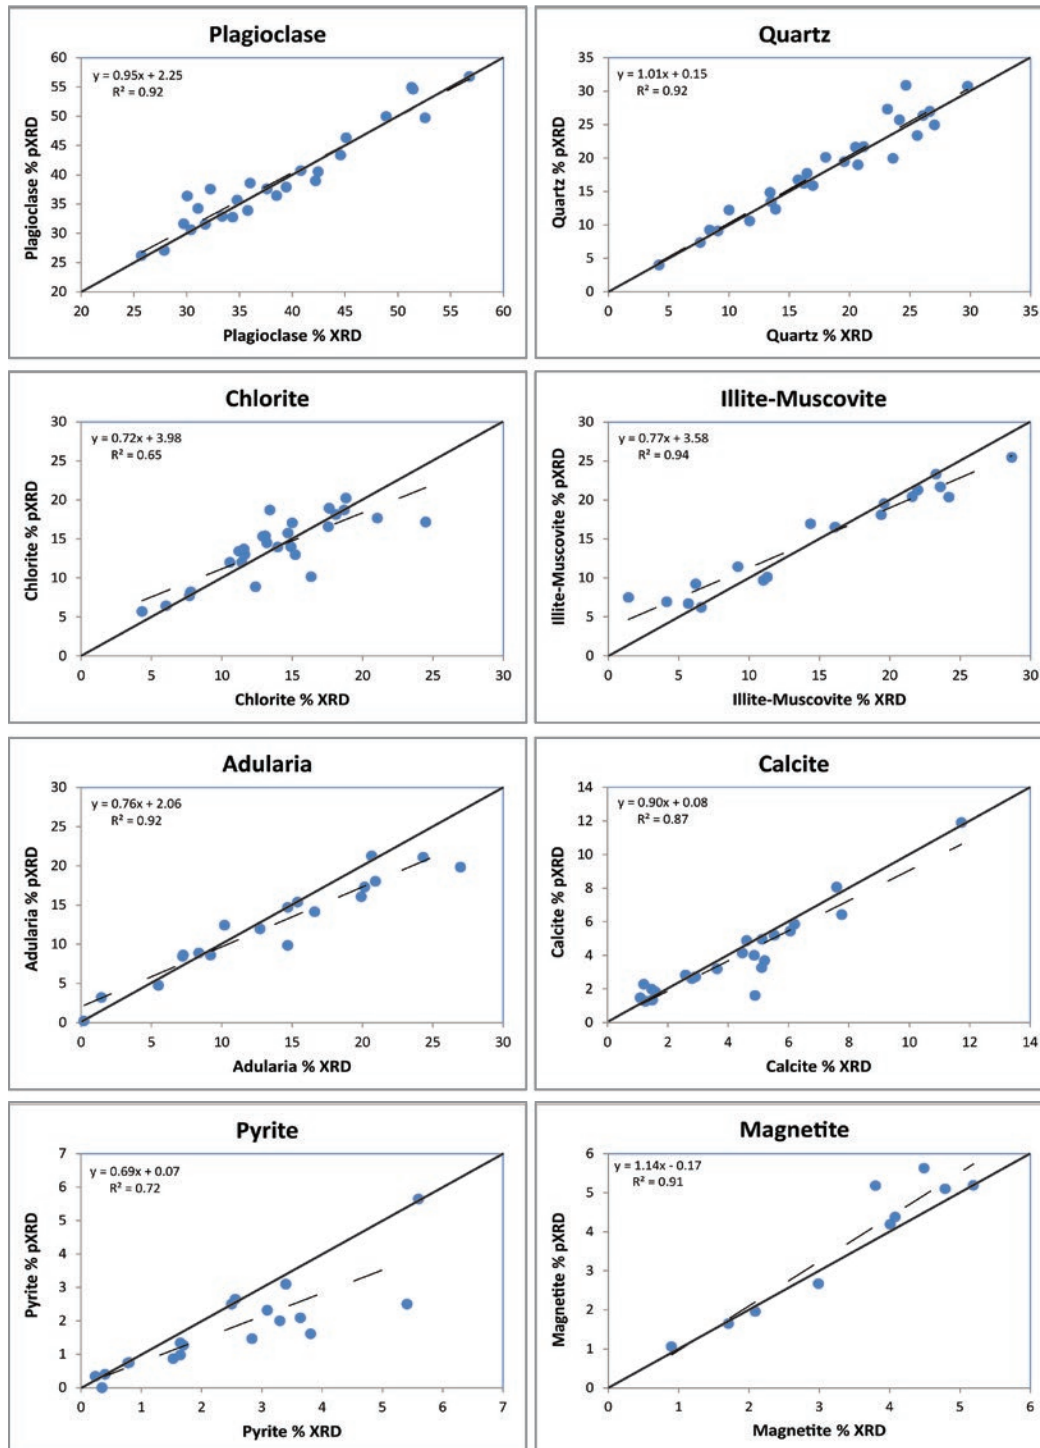 Plagioclase
y = 0.95x + 2.25
R² = 0.92
Plagioclase % pXRD
60
55
50
45
40
35
30
25
20
20 25 30 35 40 45 50 55 60
Plagioclase % XRD
Quartz
y = 1.01x + 0.15
R² = 0.92
Quartz % pXRD
35
30
25
20
15
10
5
0
0 5 10 15 20 25 30 35
Quartz % XRD
Chlorite
y = 0.72x + 3.98
R² = 0.65
Chlorite % pXRD
30
25
20
15
10
5
0
0 5 10 15 20 25 30
Chlorite % XRD
Illite-Muscovite
y = 0.77x + 3.58
R² = 0.94
Illite-Muscovite % pXRD
30
25
20
15
10
5
0
0 5 10 15 20 25 30
Illite-Muscovite % XRD
Adularia
y = 0.76x + 2.06
R² = 0.92
Adularia % pXRD
30
25
20
15
10
5
0
0 5 10 15 20 25 30
Adularia % XRD
Calcite
y = 0.90x + 0.08
R² = 0.87
Calcite % pXRD
14
12
10
8
6
4
2
0
0 2 4 6 8 10 12 14
Calcite % XRD
Pyrite
y = 0.69x + 0.07
R² = 0.72
Pyrite % pXRD
7
6
5
4
3
2
1
0
0 1 2 3 4 5 6 7
Pyrite % XRD
Magnetite
y = 1.14x - 0.17
R² = 0.91
Magnetite % pXRD
6
5
4
3
2
1
0
0 1 2 3 4 5 6
Magnetite % XRD